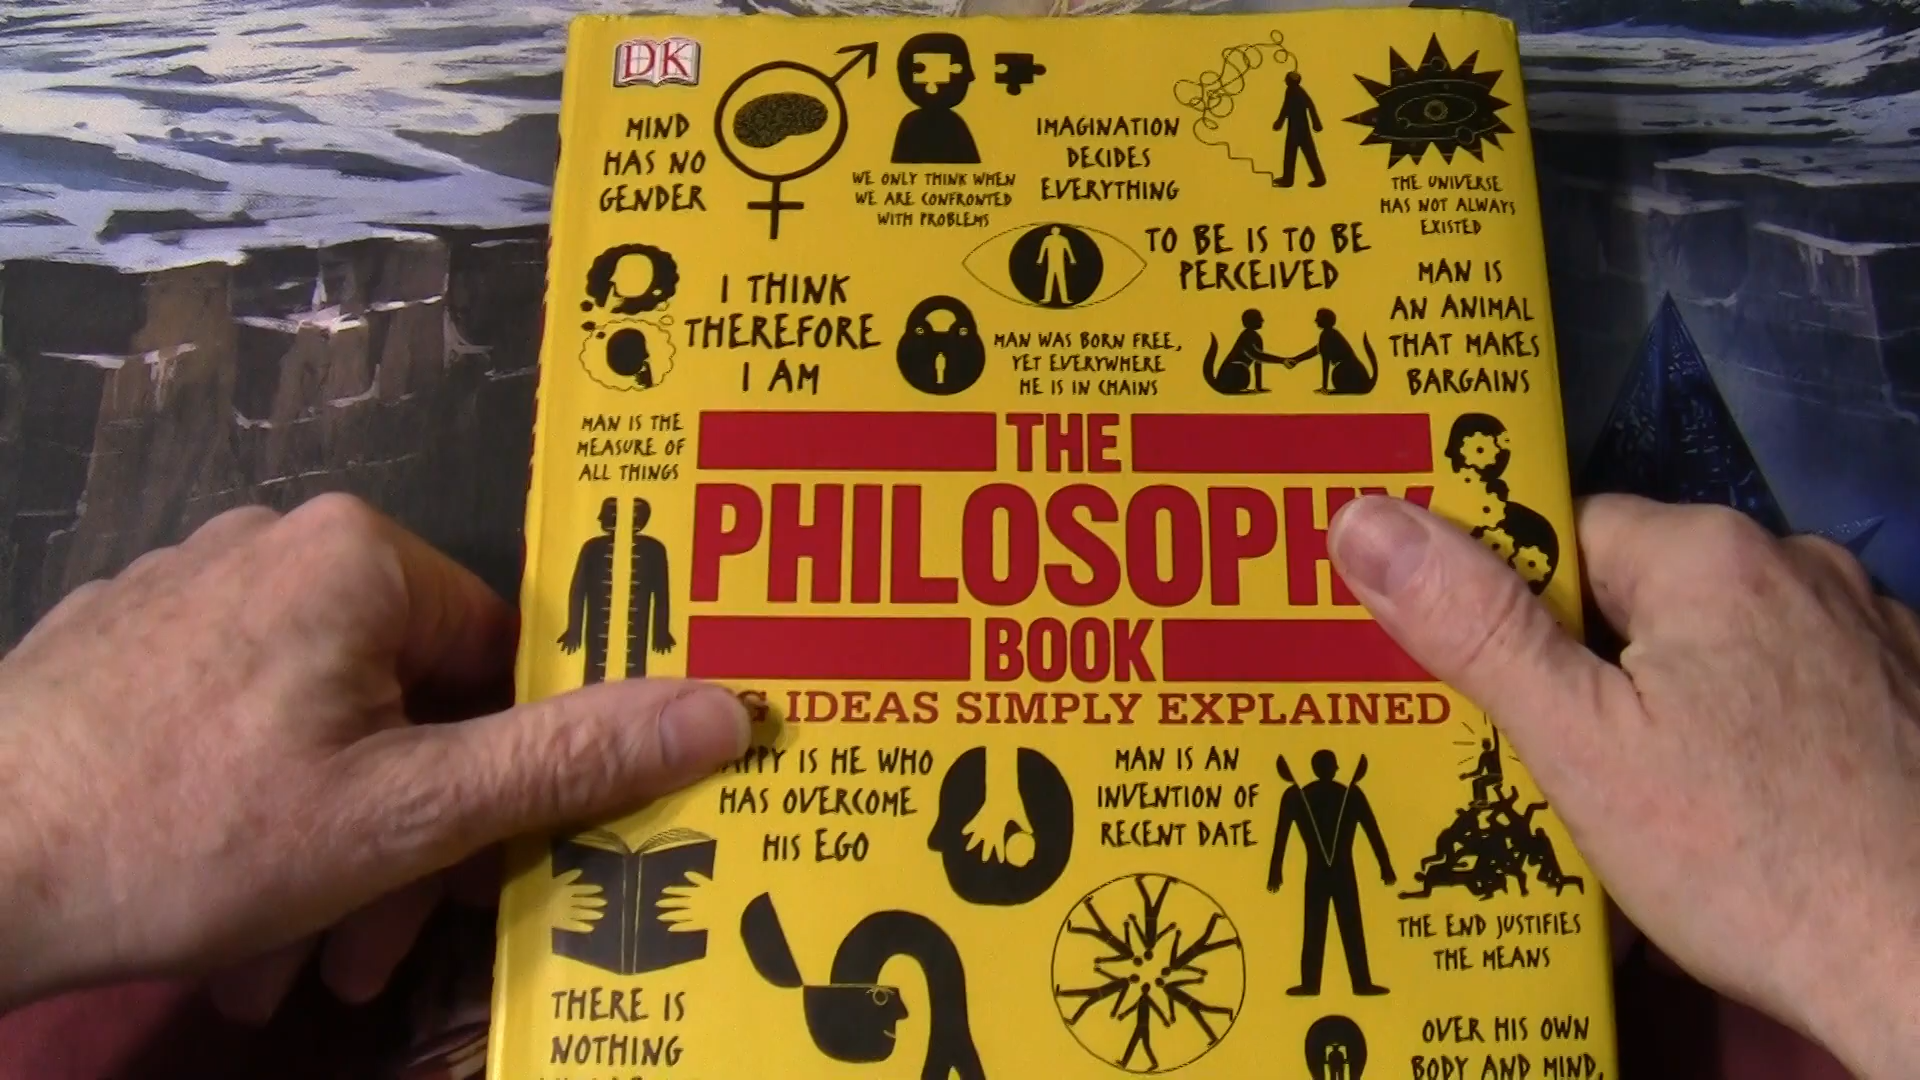 DK
MIND
HAS NO
GENDER
WE ONLY THINK WHEN
WE ARE CONFRONTED
WITH PROBLEMS
IMAGINATION
DECIDES
EVERYTHING
THE UNIVERSE
HAS NOT ALWAYS
EXISTED
I THINK
THEREFORE
I AM
TO BE IS TO BE
PERCEIVED
MAN WAS BORN FREE,
YET EVERYWHERE
HE IS IN CHAINS
MAN IS
AN ANIMAL
THAT MAKES
BARGAINS
MAN IS THE
MEASURE OF
ALL THINGS
THE
PHILOSOPHY
BOOK
IDEAS SIMPLY EXPLAINED
IS HE WHO
HAS OVERCOME
HIS EGO
MAN IS AN
INVENTION OF
RECENT DATE
THE END JUSTIFIES
THE MEANS
THERE IS
NOTHING
OVER HIS OWN
BODY AND MIND,